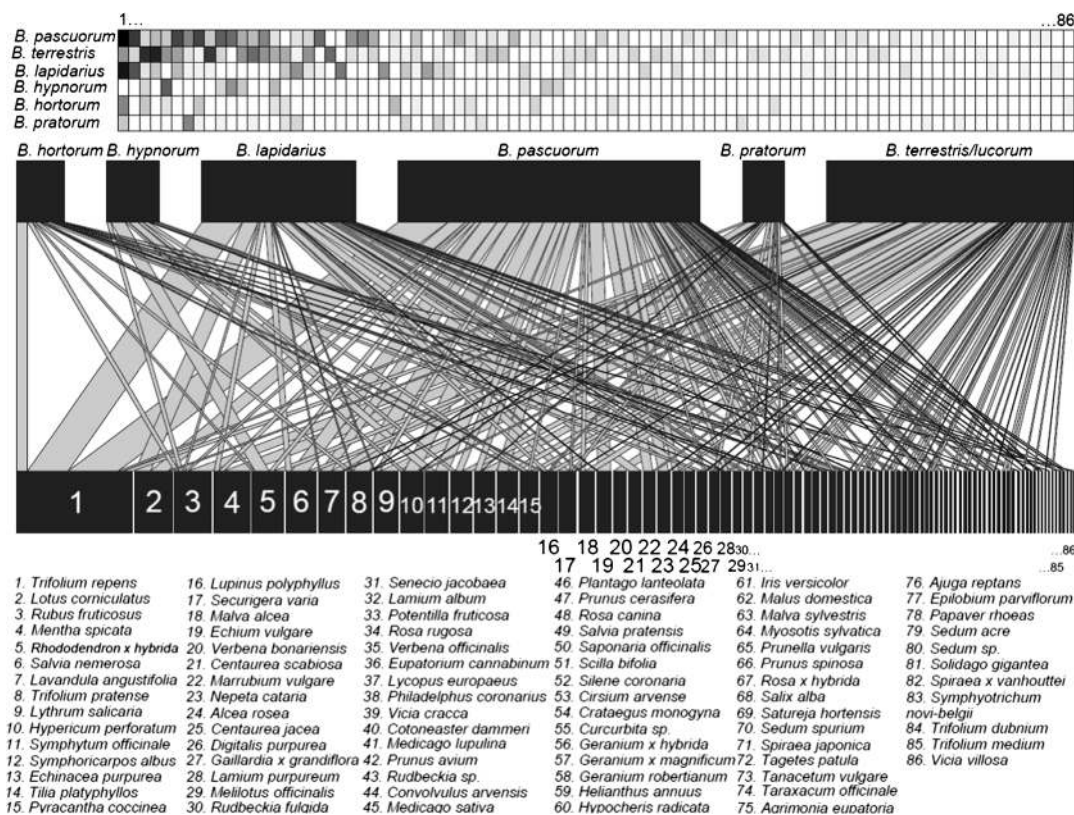 1...                    ...86
B. pascuorum
B. terrestris
B. lapidarius
B. hypnorum
B. hortorum
B. pratorum
B. hortorum B. hypnorum B. lapidarius B. pascuorum B. pratorum B. terrestris/lucorum
1 2 3 4 5 6 7 8 9 10 11 12 13 14 15
16 18 20 22 24 26 28 30... ...86
17 19 21 23 25 27 29 31... ...85
1. Trifolium repens
2. Lotus corniculatus
3. Rubus fruticosus
4. Mentha spicata
5. Rhododendron x hybrida
6. Salvia nemerosa
7. Lavandula angustifolia
8. Trifolium pratense
9. Lythrum salicaria
10. Hypericum perforatum
11. Symphytum officinale
12. Symphoricarpos albus
13. Echinacea purpurea
14. Tilia platyphyllos
15. Pyracantha coccinea
16. Lupinus polyphyllus
17. Securigera varia
18. Malva alcea
19. Echium vulgare
20. Verbena bonariensis
21. Centaurea scabiosa
22. Marrubium vulgare
23. Nepeta cataria
24. Alcea rosea
25. Centaurea jacea
26. Digitalis purpurea
27. Gaillardia x grandiflora
28. Lamium purpureum
29. Melilotus officinalis
30. Rudbeckia fulgida
31. Senecio jacobaea
32. Lamium album
33. Potentilla fruticosa
34. Rosa rugosa
35. Verbena officinalis
36. Eupatorium cannabinum
37. Lycopus europaeus
38. Philadelphus coronarius
39. Vicia cracca
40. Cotoneaster dammeri
41. Medicago lupulina
42. Prunus avium
43. Rudbeckia sp.
44. Convolvulus arvensis
45. Medicago sativa
46. Plantago lanteolata
47. Prunus cerasifera
48. Rosa canina
49. Salvia pratensis
50. Saponaria officinalis
51. Scilla bifolia
52. Silene coronaria
53. Cirsium arvense
54. Crataegus monogyna
55. Curcurbita sp.
56. Geranium x hybrida
57. Geranium x magnificum
58. Geranium robertianum
59. Helianthus annuus
60. Hypocheris radicata
61. Iris versicolor
62. Malus domestica
63. Malva sylvestris
64. Myosotis sylvatica
65. Prunella vulgaris
66. Prunus spinosa
67. Rosa x hybrida
68. Salix alba
69. Satureja hortensis
70. Sedum spurium
71. Spiraea japonica
72. Tagetes patula
73. Tanacetum vulgare
74. Taraxacum officinale
75. Agrimonia eupatoria
76. Ajuga reptans
77. Epilobium parviflorum
78. Papaver rhoeas
79. Sedum acre
80. Sedum sp.
81. Solidago gigantea
82. Spiraea x vanhouttei
83. Symphyotrichum
novi-belgii
84. Trifolium dubnium
85. Trifolium medium
86. Vicia villosa